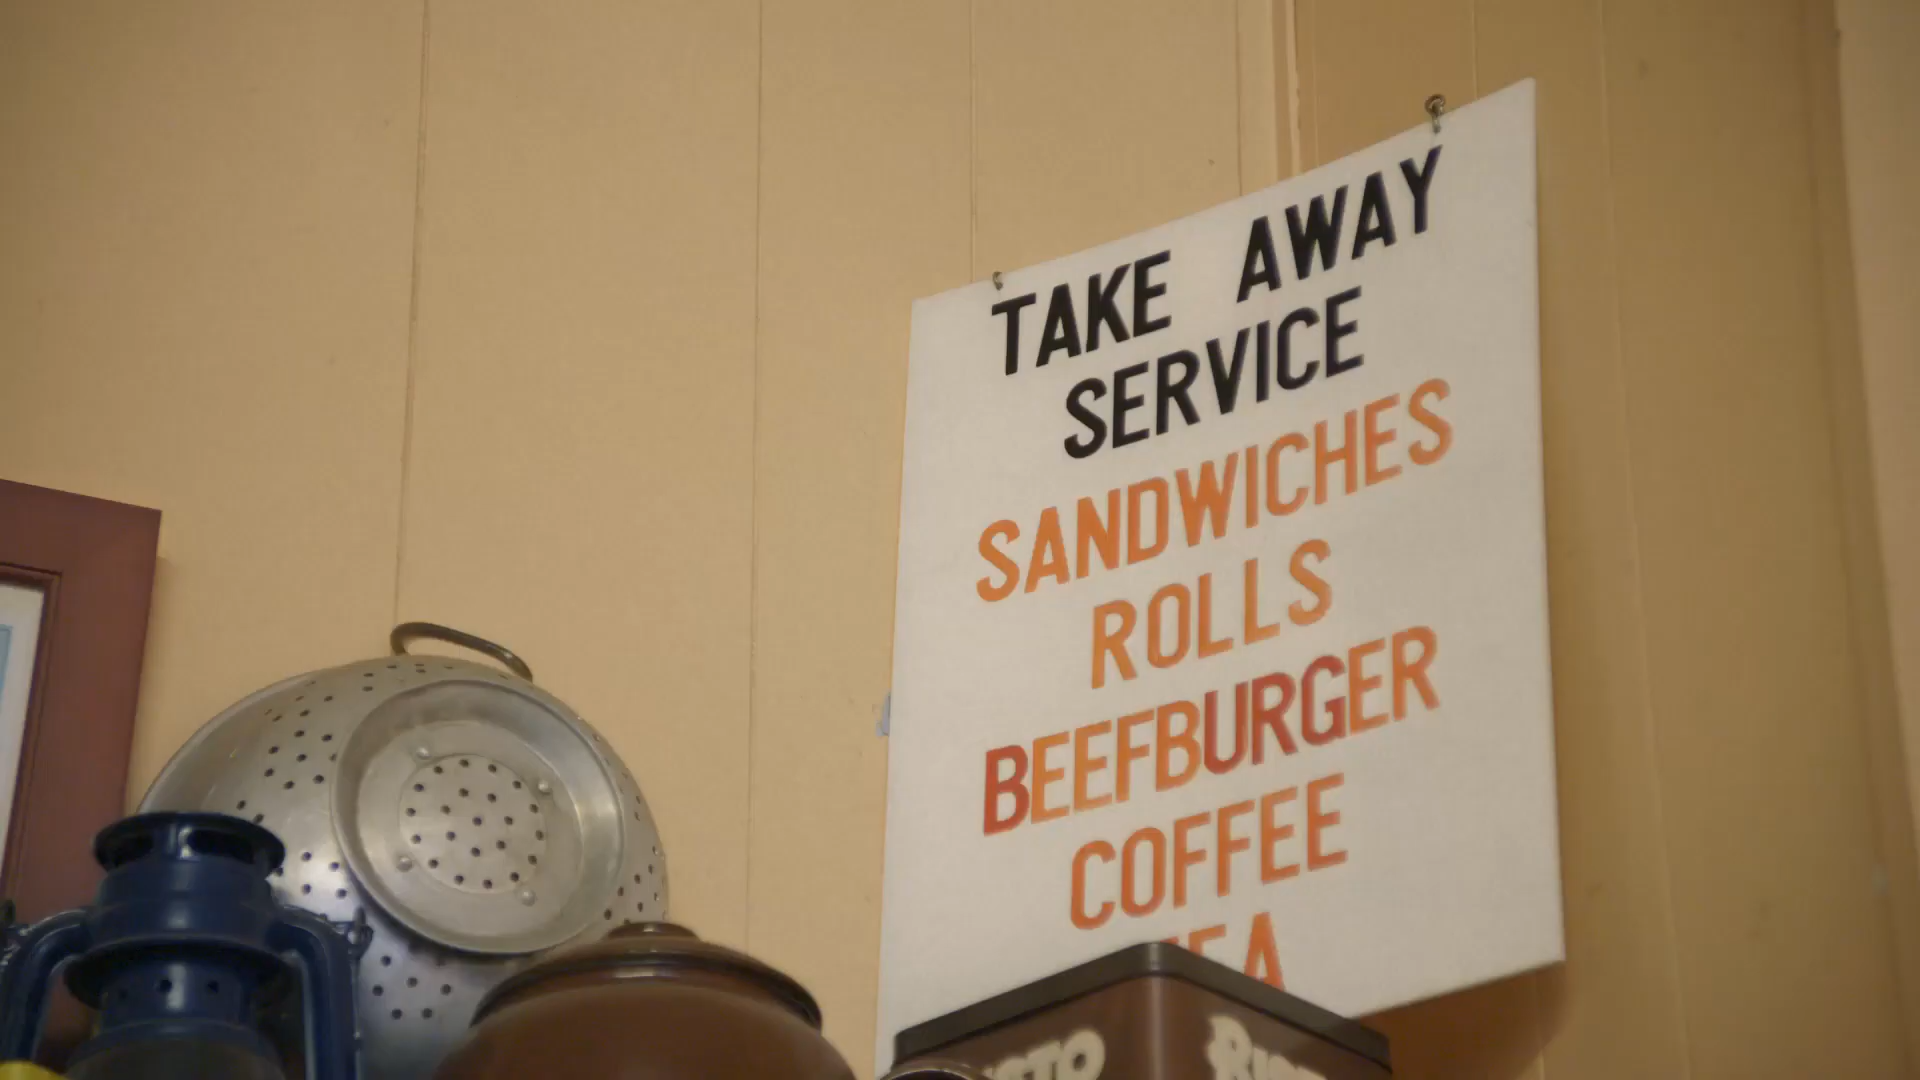 TAKE AWAY
SERVICE
SANDWICHES
ROLLS
BEEFBURGER
COFFEE